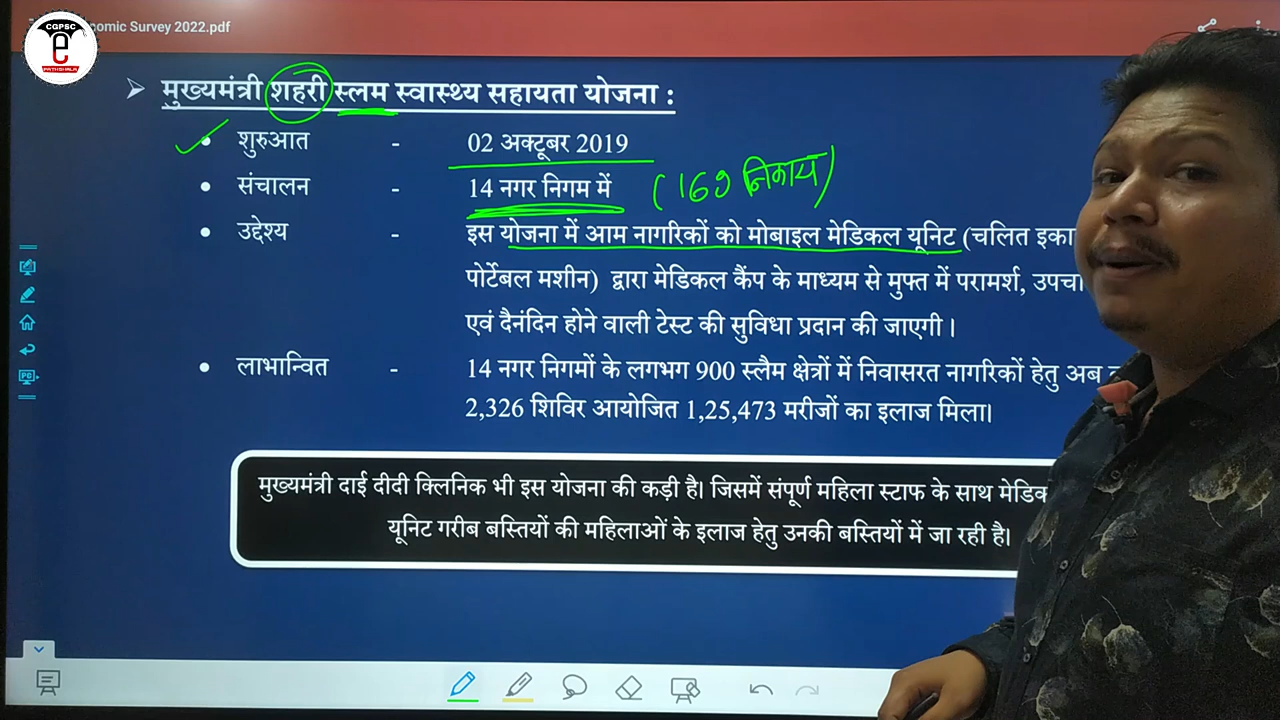 CGPSC
e
PATHSHALA
nomic Survey 2022.pdf
➢ मुख्यमंत्री शहरी स्लम स्वास्थ्य सहायता योजना :
• शुरुआत - 02 अक्टूबर 2019
• संचालन - 14 नगर निगम में (169 निकाय)
• उद्देश्य - इस योजना में आम नागरिकों को मोबाइल मेडिकल यूनिट (चलित
पोर्टेबल मशीन) द्वारा मेडिकल कैंप के माध्यम से मुफ्त में परामर्श,
एवं दैनंदिन होने वाली टेस्ट की सुविधा प्रदान की जाएगी।
• लाभान्वित - 14 नगर निगमों के लगभग 900 स्लैम क्षेत्रों में निवासरत नागरिकों हेतु अब
2,326 शिविर आयोजित 1,25,473 मरीजों का इलाज मिला।
मुख्यमंत्री दाई दीदी क्लिनिक भी इस योजना की कड़ी है। जिसमें संपूर्ण महिला स्टाफ के साथ
यूनिट गरीब बस्तियों की महिलाओं के इलाज हेतु उनकी बस्तियों में जा रही है।